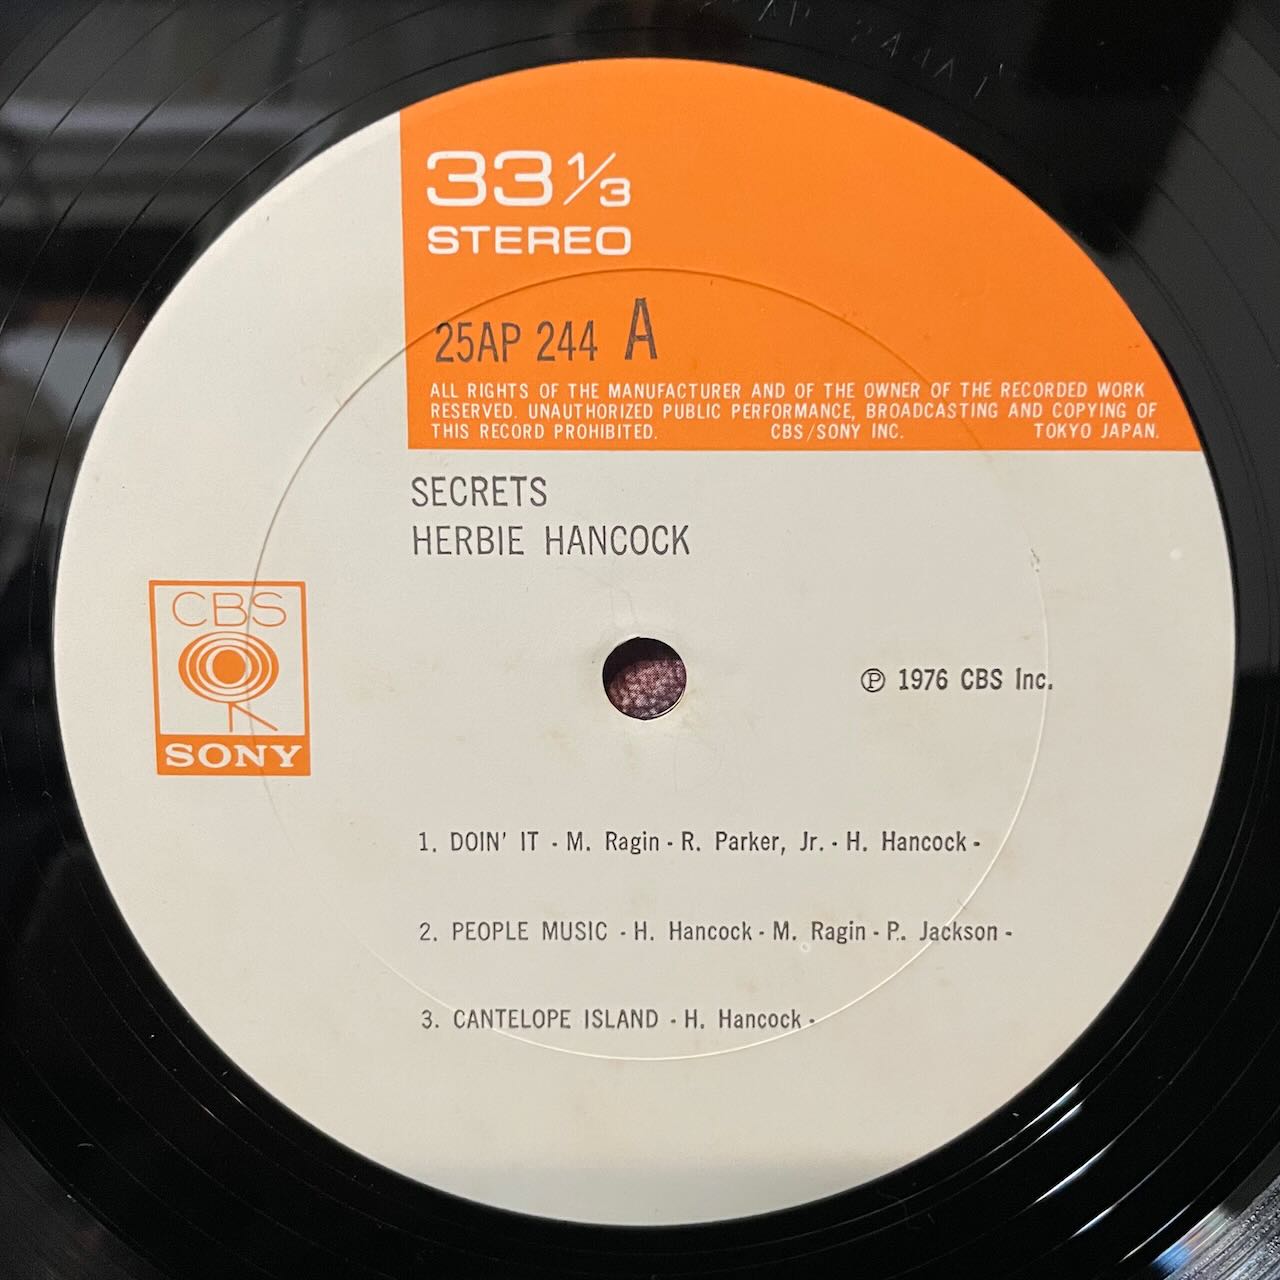 33 1/3
STEREO
25AP 244 A
ALL RIGHTS OF THE MANUFACTURER AND OF THE OWNER OF THE RECORDED WORK
RESERVED. UNAUTHORIZED PUBLIC PERFORMANCE, BROADCASTING AND COPYING OF
THIS RECORD PROHIBITED. CBS/SONY INC. TOKYO JAPAN.
SECRETS
HERBIE HANCOCK
CBS
SONY
℗ 1976 CBS Inc.
1. DOIN' IT - M. Ragin - R. Parker, Jr. - H. Hancock -
2. PEOPLE MUSIC - H. Hancock - M. Ragin - P.. Jackson -
3. CANTELOPE ISLAND - H. Hancock -